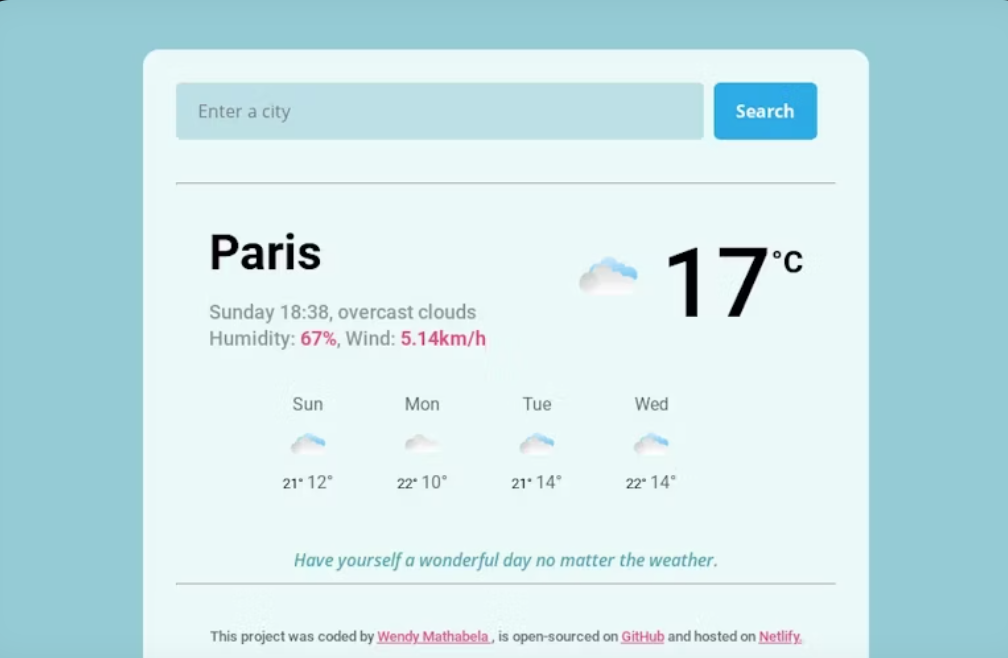 Enter a city
Search
Paris
17°C
Sunday 18:38, overcast clouds
Humidity: 67%, Wind: 5.14km/h
Sun Mon Tue Wed
21° 12° 22° 10° 21° 14° 22° 14°
Have yourself a wonderful day no matter the weather.
This project was coded by Wendy Mathabela , is open-sourced on GitHub and hosted on Netlify.